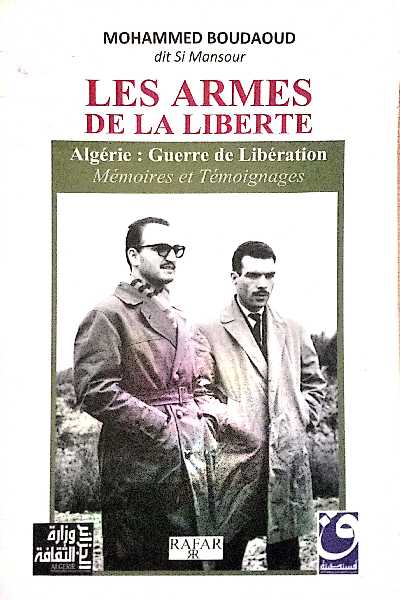 MOHAMMED BOUDAOUD
dit Si Mansour
LES ARMES
DE LA LIBERTE
Algérie : Guerre de Libération
Mémoires et Témoignages
وزارة
الثقافة
ALGERIE
RAFAR